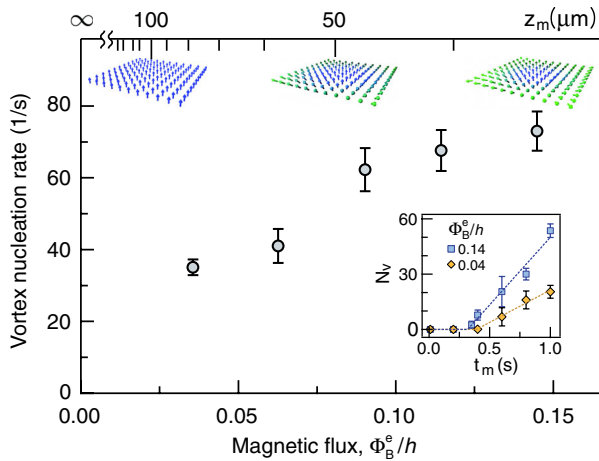 ∞ 100 50 z_m(μm)
80
60
40
20
0
Vortex nucleation rate (1/s)
0.00 0.05 0.10 0.15
Magnetic flux, Φ_B^e/h
60
30
0
N_v
Φ_B^e/h
0.14
0.04
0.0 0.5 1.0
t_m(s)